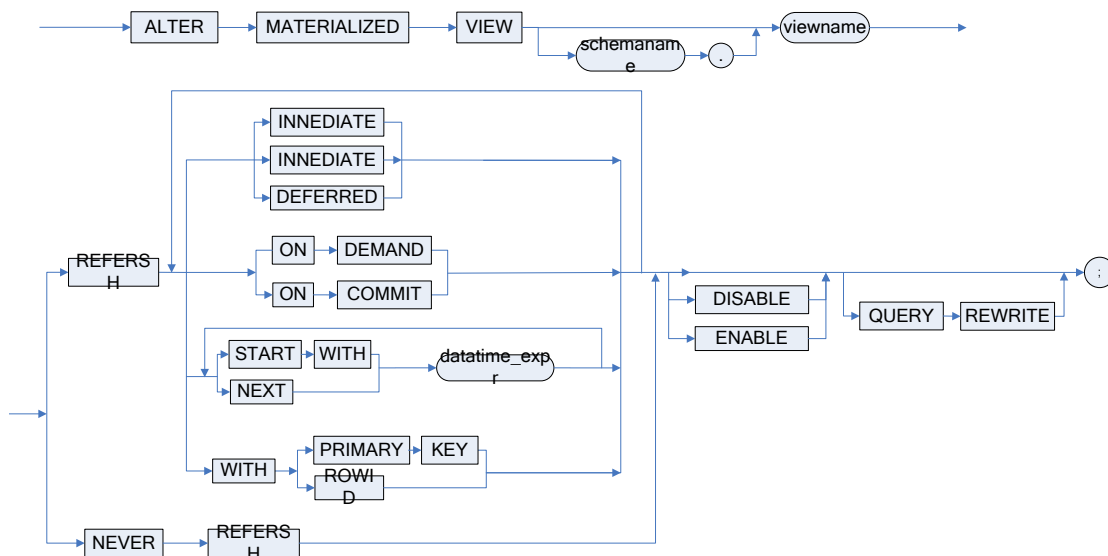 ALTER MATERIALIZED VIEW viewname
schemanam
e .
INNEDIATE
INNEDIATE
DEFERRED
REFERS
H
ON DEMAND
ON COMMIT
DISABLE
ENABLE
QUERY REWRITE ;
START WITH
NEXT
datatime_exp
r
WITH
PRIMARY KEY
ROWI
D
NEVER
REFERS
H